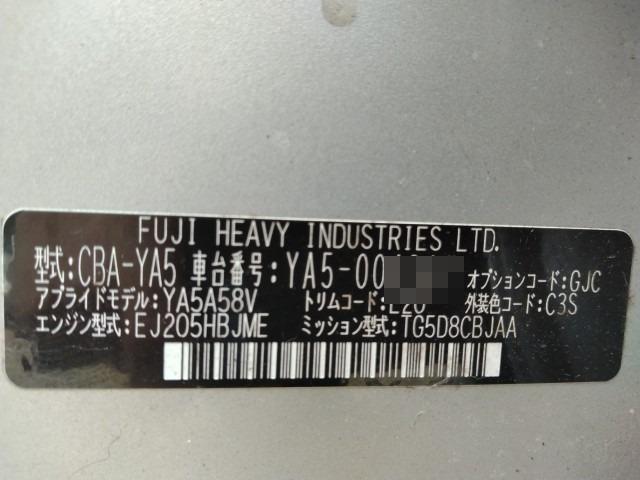 FUJI HEAVY INDUSTRIES LTD.
型式:CBA-YA5 車台番号:YA5-00 オプションコード:GJC
アプライドモデル:YA5A58V トリムコード: 外装色コード:C3S
エンジン型式:EJ205HBJME ミッション型式:TG5D8CBJAA